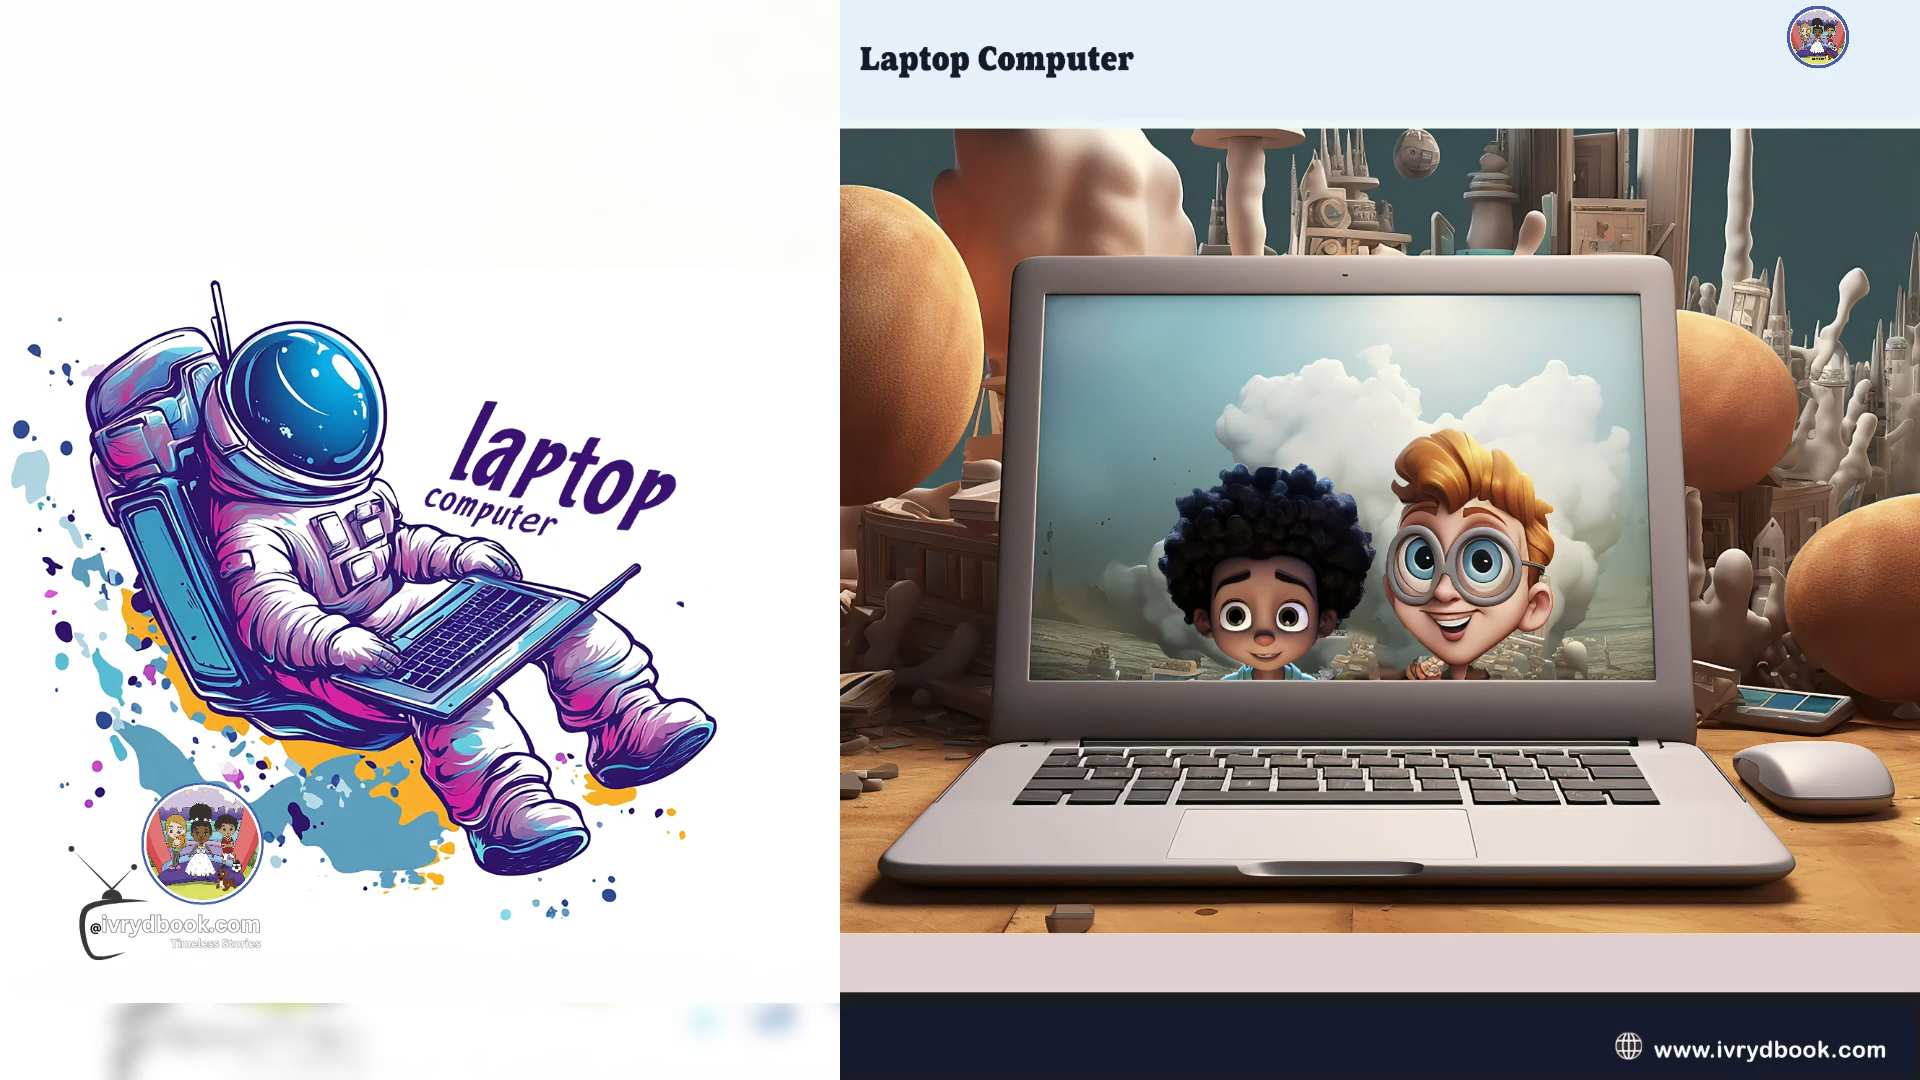 laptop
computer
@ivrydbook.com
Timeless Stories
Laptop Computer
www.ivrydbook.com